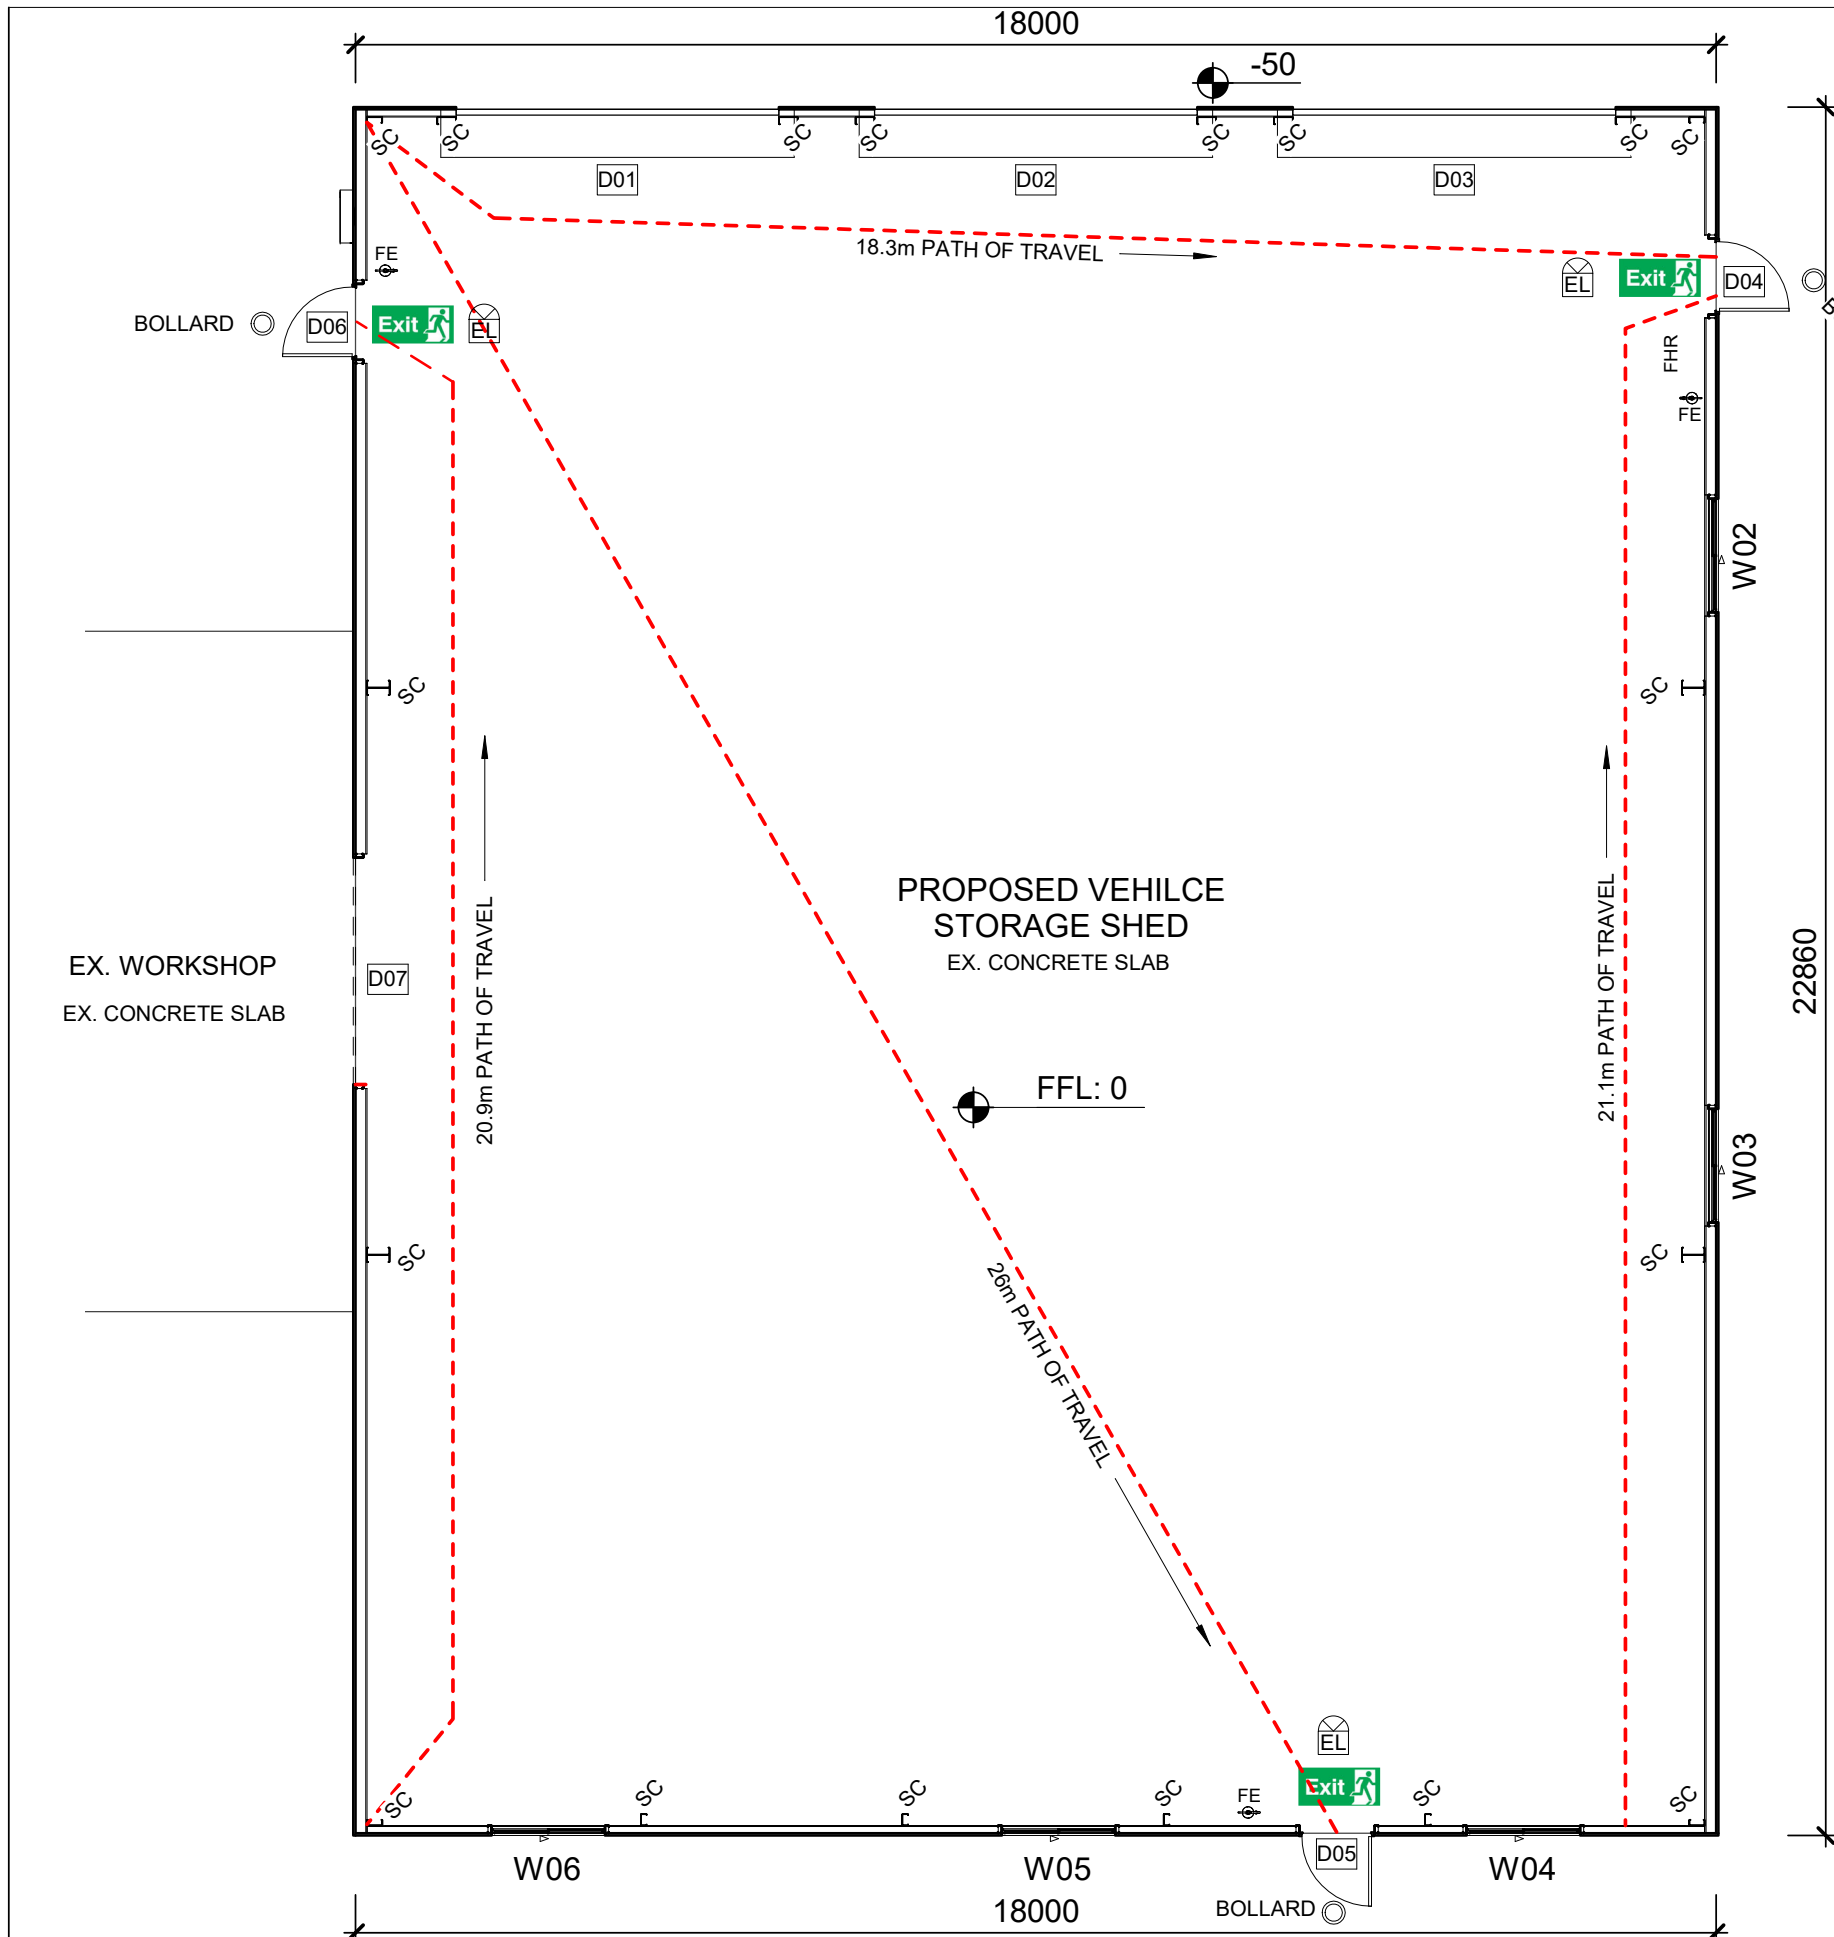 18000
-50
SC
SC
SC
SC
SC
SC
SC
SC
D01
D02
D03
18.3m PATH OF TRAVEL
FE
EL
Exit
D04
BOLLARD
D06
Exit
EL
FHR
FE
W02
SC
SC
PROPOSED VEHILCE
STORAGE SHED
EX. CONCRETE SLAB
EX. WORKSHOP
EX. CONCRETE SLAB
D07
20.9m PATH OF TRAVEL
21.1m PATH OF TRAVEL
22860
FFL: 0
W03
SC
SC
26m PATH OF TRAVEL
EL
Exit
FE
SC
SC
SC
SC
SC
SC
D05
W06
W05
W04
BOLLARD
18000